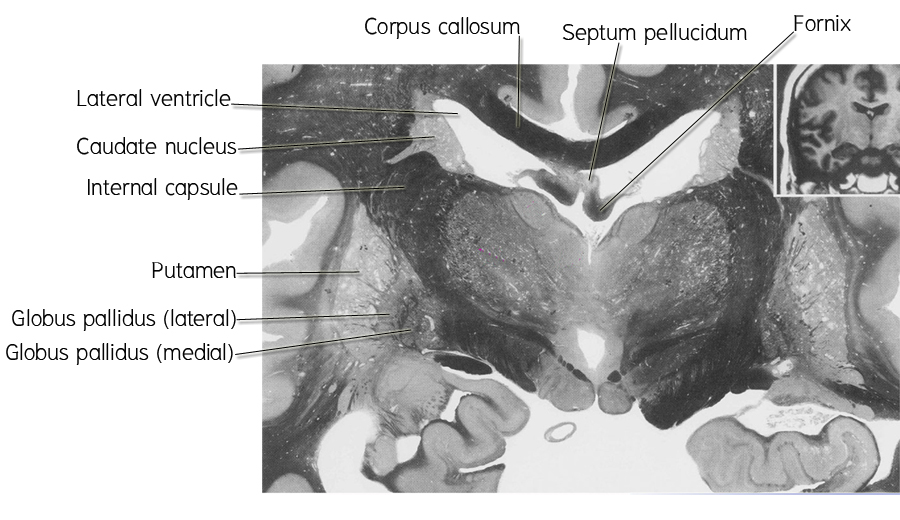 Corpus callosum
Septum pellucidum
Fornix
Lateral ventricle
Caudate nucleus
Internal capsule
Putamen
Globus pallidus (lateral)
Globus pallidus (medial)